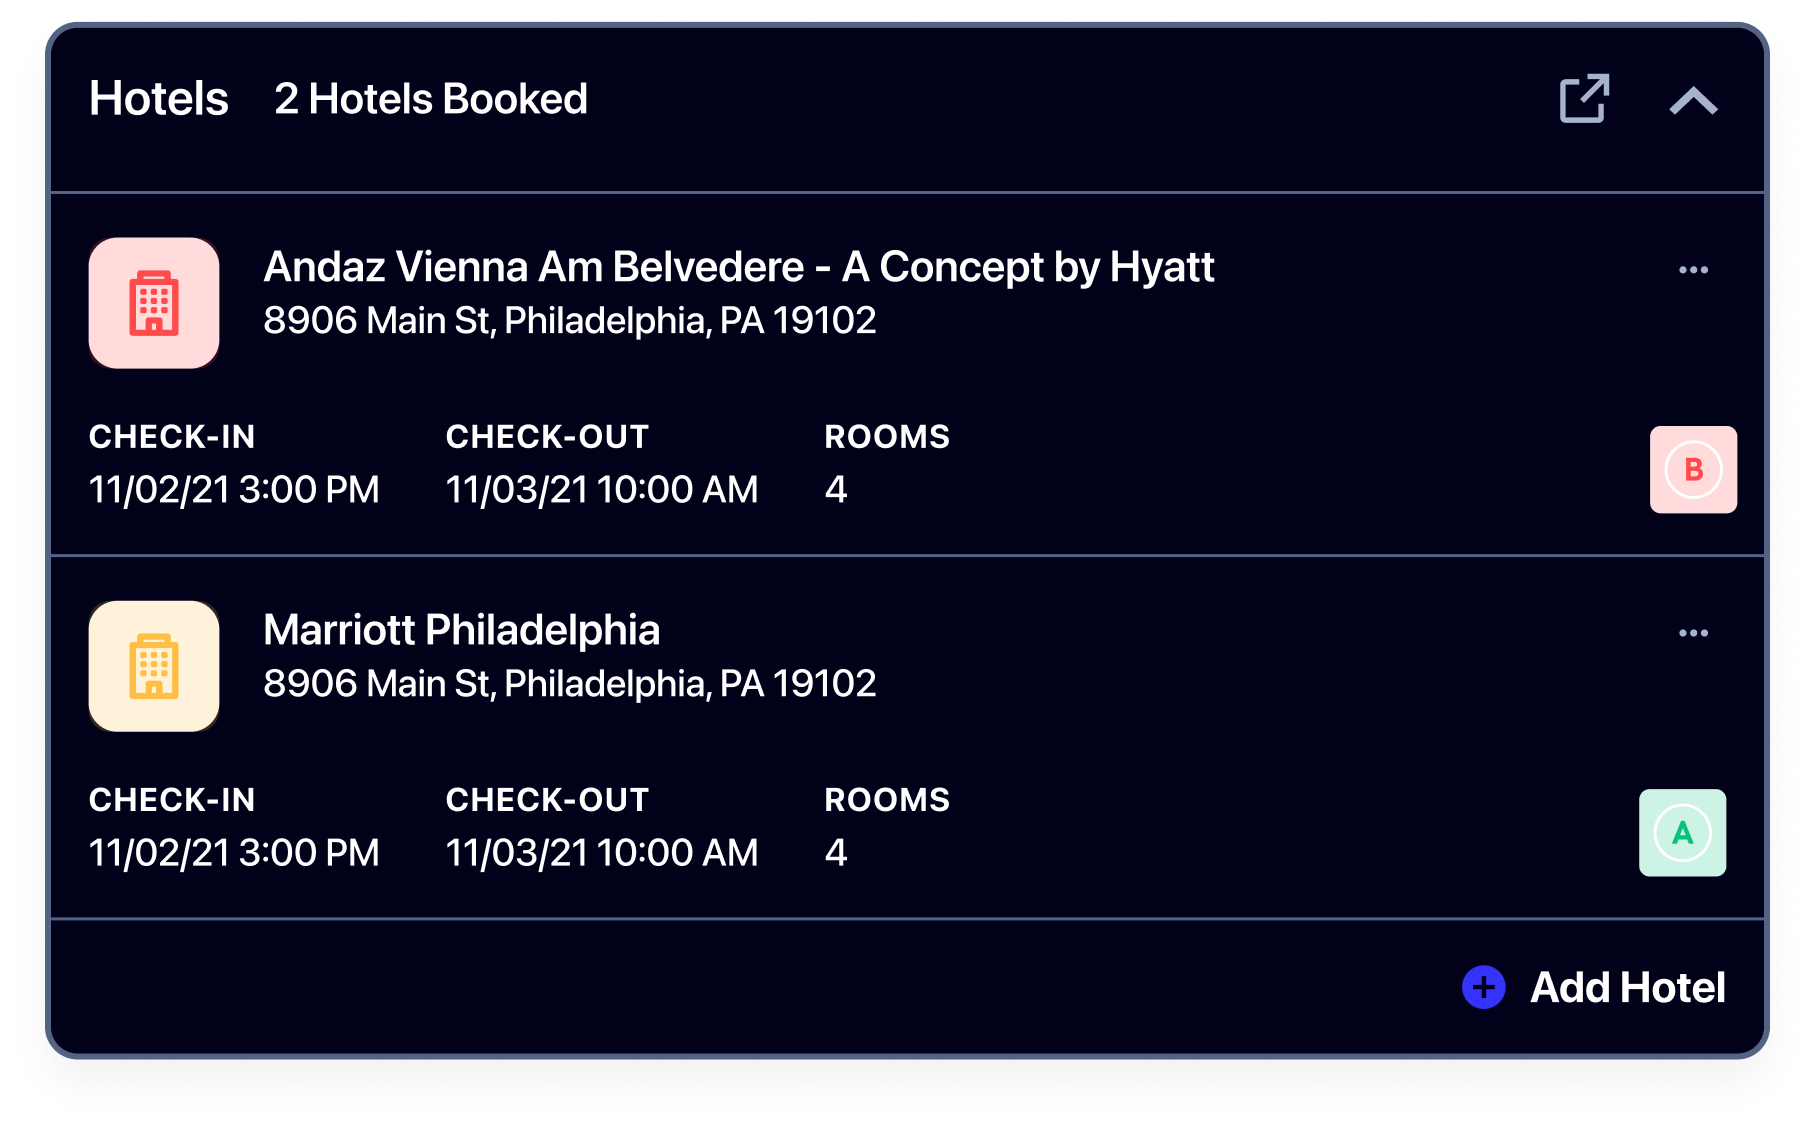 Hotels 2 Hotels Booked
Andaz Vienna Am Belvedere - A Concept by Hyatt
8906 Main St, Philadelphia, PA 19102
CHECK-IN CHECK-OUT ROOMS
11/02/21 3:00 PM 11/03/21 10:00 AM 4
B
Marriott Philadelphia
8906 Main St, Philadelphia, PA 19102
CHECK-IN CHECK-OUT ROOMS
11/02/21 3:00 PM 11/03/21 10:00 AM 4
A
Add Hotel